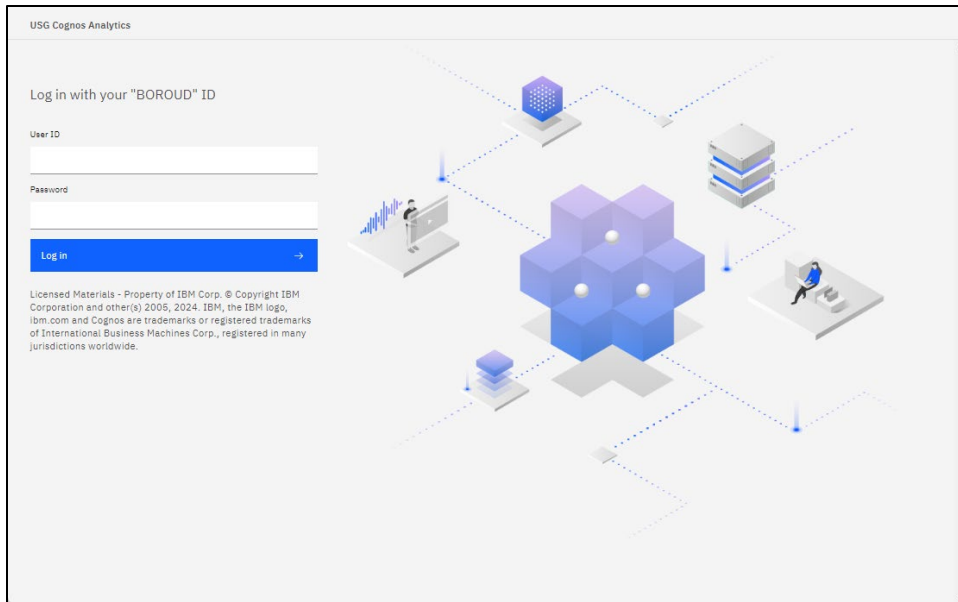 USG Cognos Analytics
Log in with your "BOROUD" ID
User ID
Password
Log in
Licensed Materials - Property of IBM Corp. © Copyright IBM
Corporation and other(s) 2005, 2024. IBM, the IBM logo,
ibm.com and Cognos are trademarks or registered trademarks
of International Business Machines Corp., registered in many
jurisdictions worldwide.